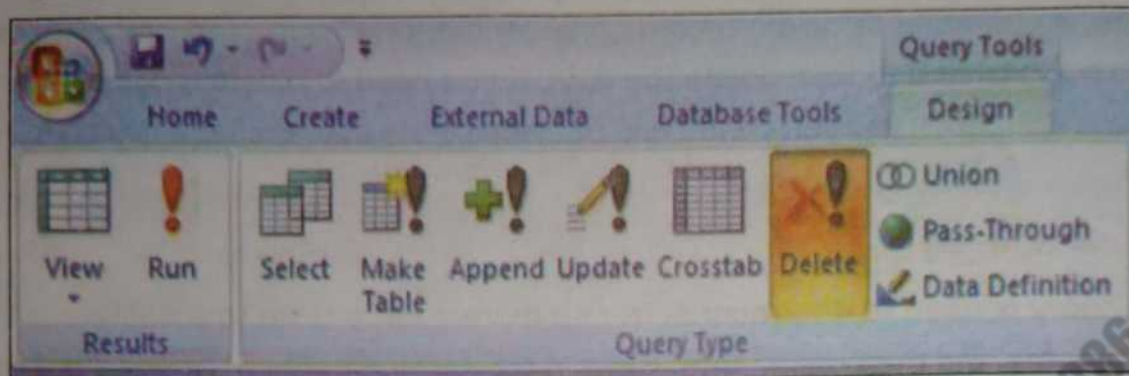 Query Tools
Home Create External Data Database Tools Design
View Run Select Make Table Append Update Crosstab Delete
Union
Pass-Through
Data Definition
Results Query Type